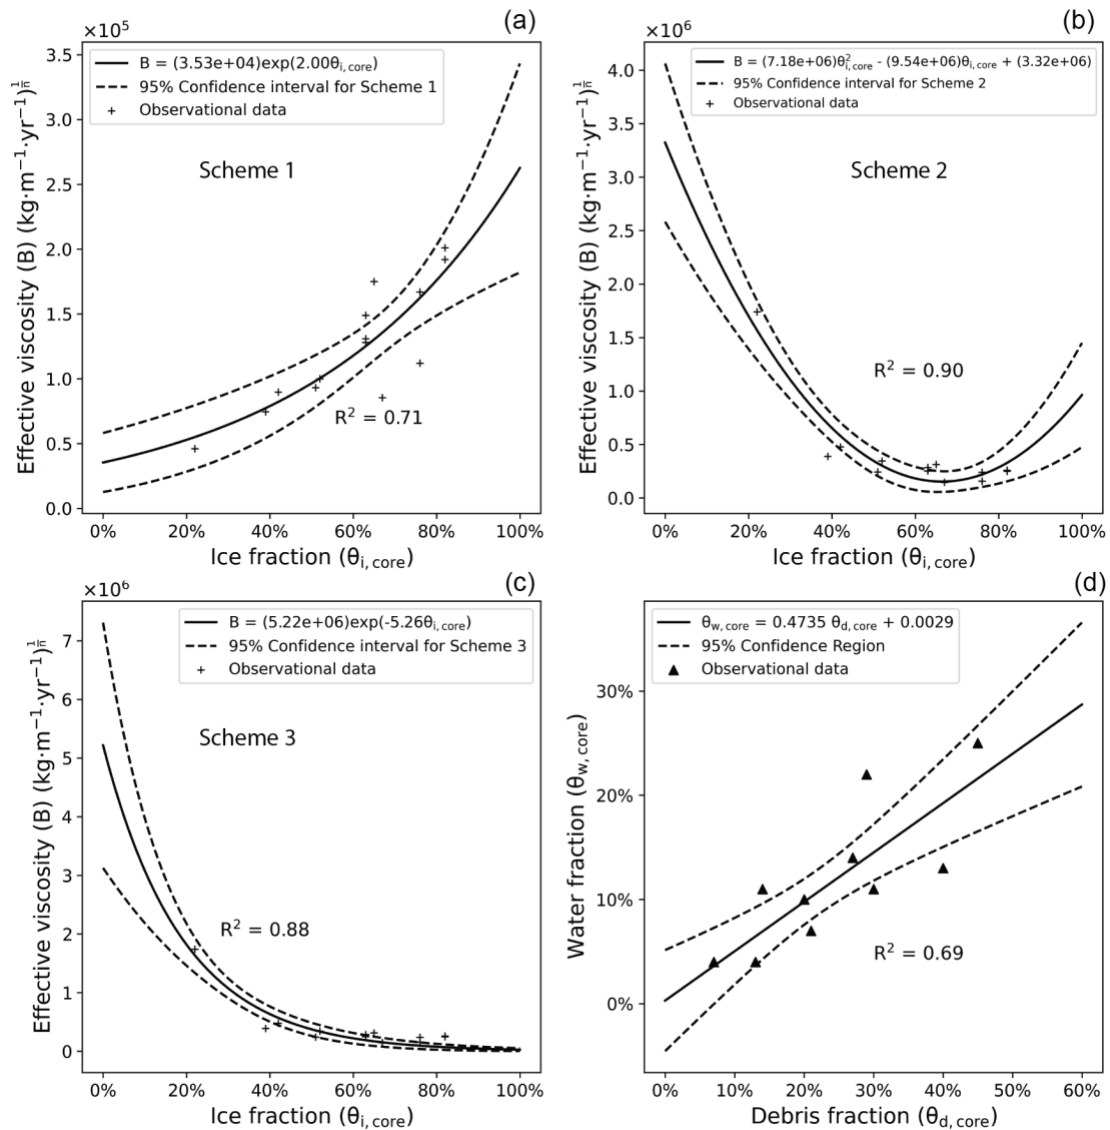 (a)
×10⁵
B = (3.53e+04)exp(2.00θi,core)
95% Confidence interval for Scheme 1
Observational data
Scheme 1
R² = 0.71
3.5
3.0
2.5
2.0
1.5
1.0
0.5
0.0
Effective viscosity (B) (kg·m⁻¹·yr⁻¹)^1/n
0% 20% 40% 60% 80% 100%
Ice fraction (θi,core)
(b)
×10⁶
B = (7.18e+06)θ²i,core - (9.54e+06)θi,core + (3.32e+06)
95% Confidence interval for Scheme 2
Observational data
Scheme 2
R² = 0.90
4.0
3.5
3.0
2.5
2.0
1.5
1.0
0.5
0.0
Effective viscosity (B) (kg·m⁻¹·yr⁻¹)^1/n
0% 20% 40% 60% 80% 100%
Ice fraction (θi,core)
(c)
×10⁶
B = (5.22e+06)exp(-5.26θi,core)
95% Confidence interval for Scheme 3
Observational data
Scheme 3
R² = 0.88
7
6
5
4
3
2
1
0
Effective viscosity (B) (kg·m⁻¹·yr⁻¹)^1/n
0% 20% 40% 60% 80% 100%
Ice fraction (θi,core)
(d)
θw,core = 0.4735 θd,core + 0.0029
95% Confidence Region
Observational data
R² = 0.69
30%
20%
10%
0%
Water fraction (θw,core)
0% 10% 20% 30% 40% 50% 60%
Debris fraction (θd,core)